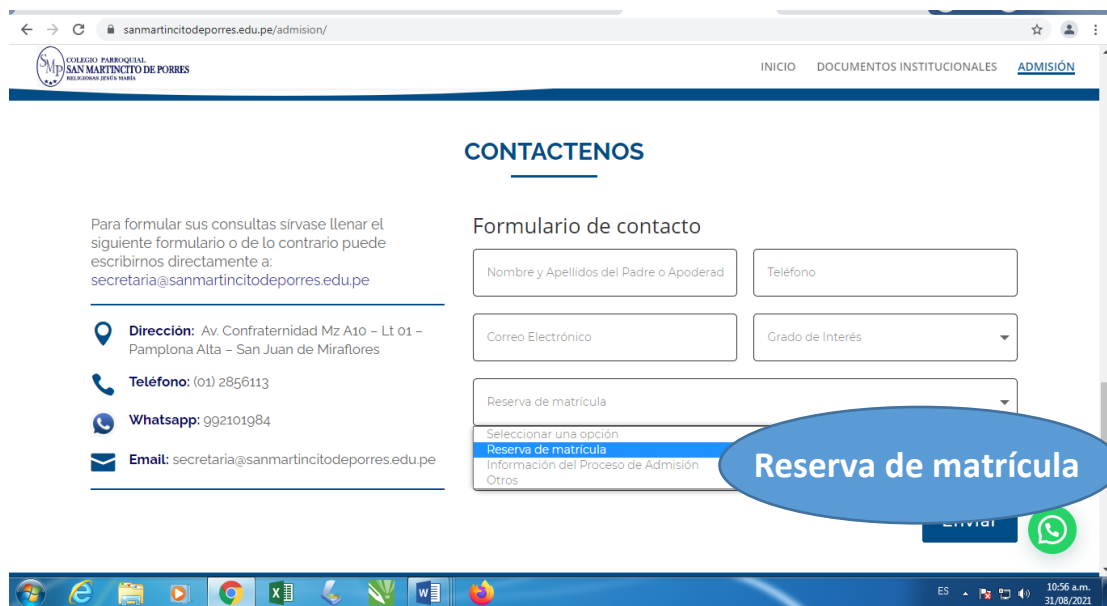 sanmartincitodeporres.edu.pe/admision/
SMP
COLEGIO PARROQUIAL
SAN MARTINCITO DE PORRES
RELIGIOSAS JESÚS MARÍA
INICIO DOCUMENTOS INSTITUCIONALES ADMISIÓN
CONTACTENOS
Para formular sus consultas sírvase llenar el
siguiente formulario o de lo contrario puede
escribirnos directamente a:
secretaria@sanmartincitodeporres.edu.pe
Dirección: Av. Confraternidad Mz A10 – Lt 01 –
Pamplona Alta – San Juan de Miraflores
Teléfono: (01) 2856113
Whatsapp: 992101984
Email: secretaria@sanmartincitodeporres.edu.pe
Formulario de contacto
Nombre y Apellidos del Padre o Apoderad
Teléfono
Correo Electrónico
Grado de Interés
Reserva de matrícula
Seleccionar una opción
Reserva de matrícula
Información del Proceso de Admisión
Otros
Reserva de matrícula
Enviar
ES
10:56 a.m.
31/08/2021